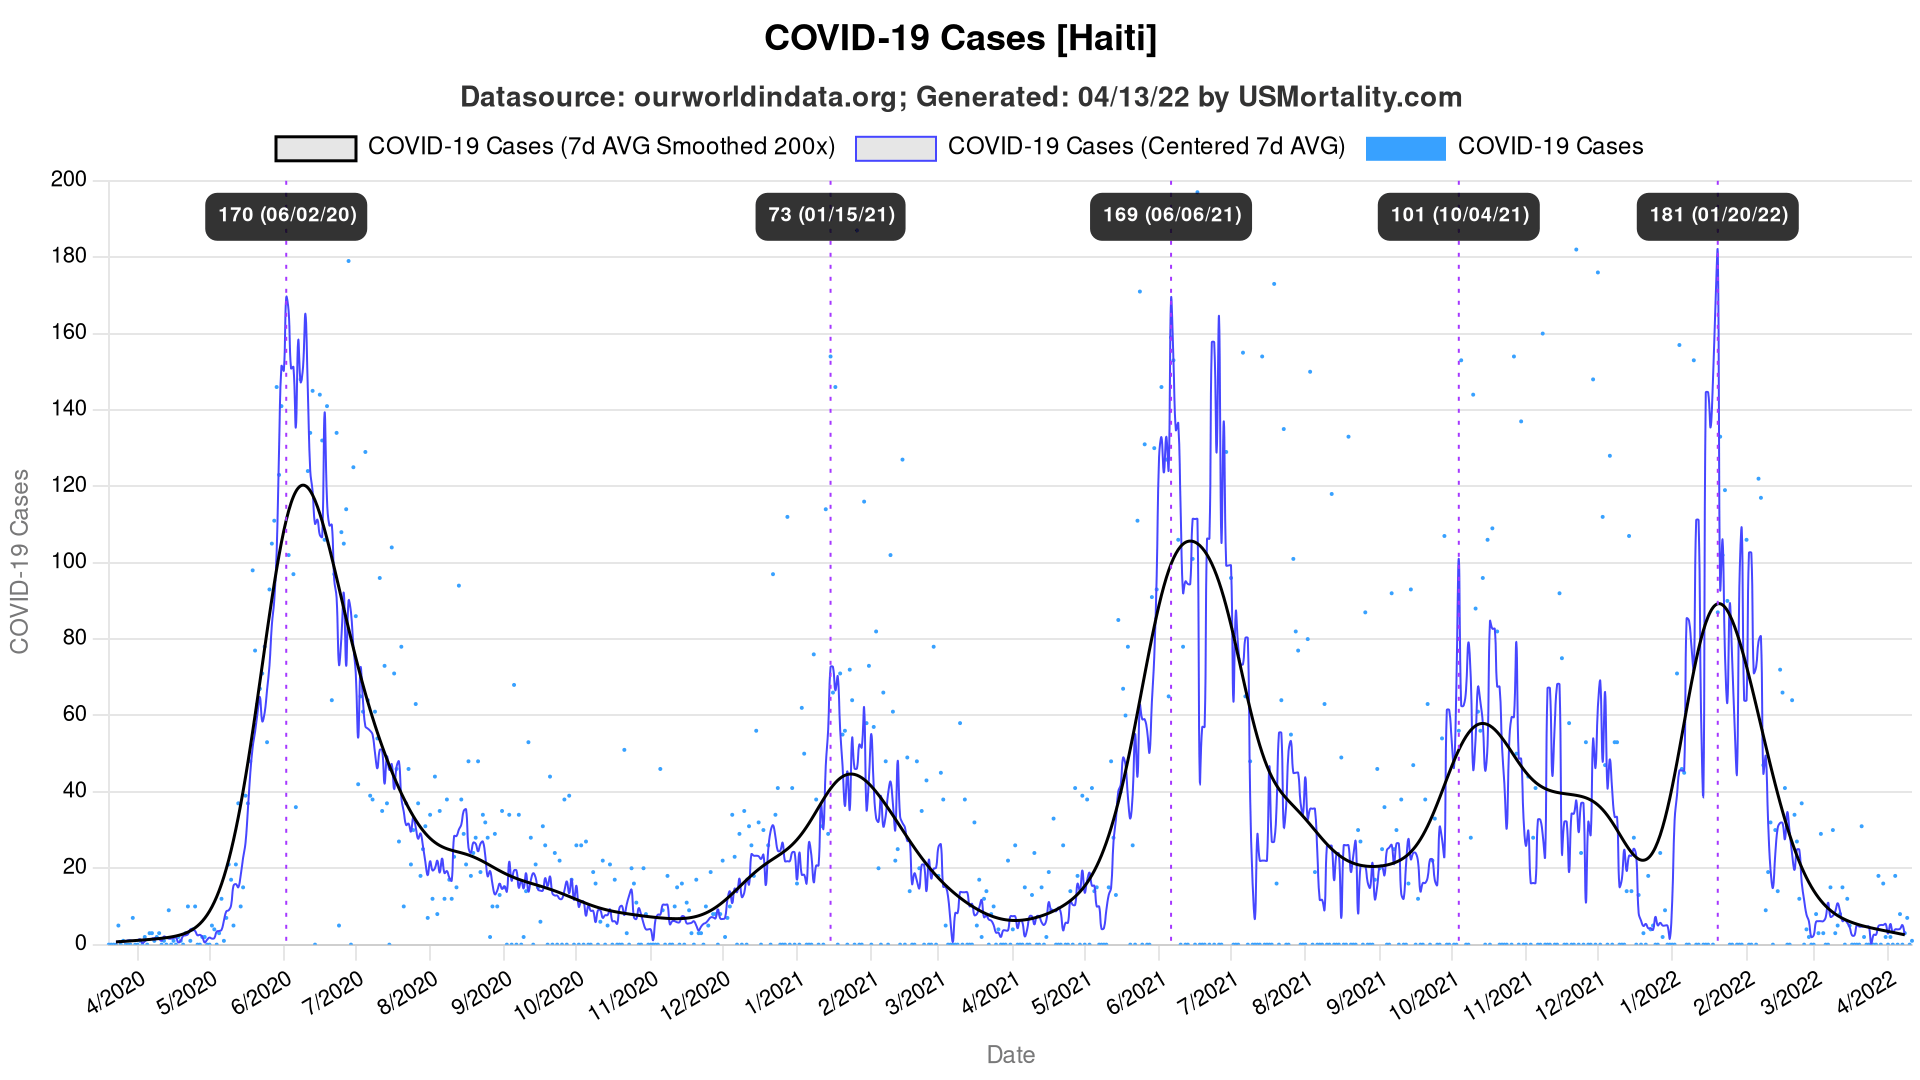 COVID-19 Cases [Haiti]
Datasource: ourworldindata.org; Generated: 04/13/22 by USMortality.com
COVID-19 Cases (7d AVG Smoothed 200x) COVID-19 Cases (Centered 7d AVG) COVID-19 Cases
170 (06/02/20) 73 (01/15/21) 169 (06/06/21) 101 (10/04/21) 181 (01/20/22)
200
180
160
140
120
100
80
60
40
20
0
COVID-19 Cases
4/2020 5/2020 6/2020 7/2020 8/2020 9/2020 10/2020 11/2020 12/2020 1/2021 2/2021 3/2021 4/2021 5/2021 6/2021 7/2021 8/2021 9/2021 10/2021 11/2021 12/2021 1/2022 2/2022 3/2022 4/2022
Date